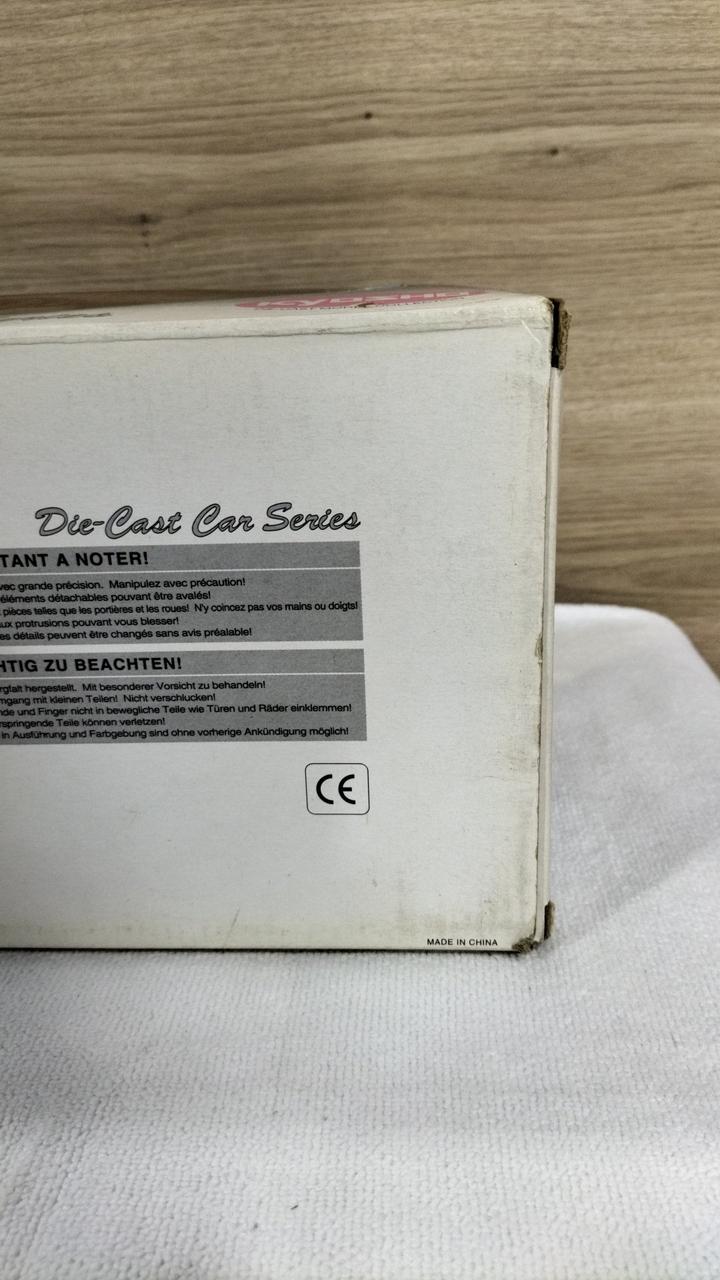 Die-Cast Car Series
TANT A NOTER!
vec grande précision. Manipulez avec précaution!
éléments détachables pouvant être avalés!
pièces telles que les portières et les roues! N'y coincez pas vos mains ou doigts!
ux protrusions pouvant vous blesser!
es détails peuvent être changés sans avis préalable!
HTIG ZU BEACHTEN!
rgfalt hergestellt. Mit besonderer Vorsicht zu behandeln!
mgang mit kleinen Teilen! Nicht verschlucken!
nde und Finger nicht in bewegliche Teile wie Türen und Räder einklemmen!
rspringende Teile können verletzen!
in Ausführung und Farbgebung sind ohne vorherige Ankündigung möglich!
CE
MADE IN CHINA